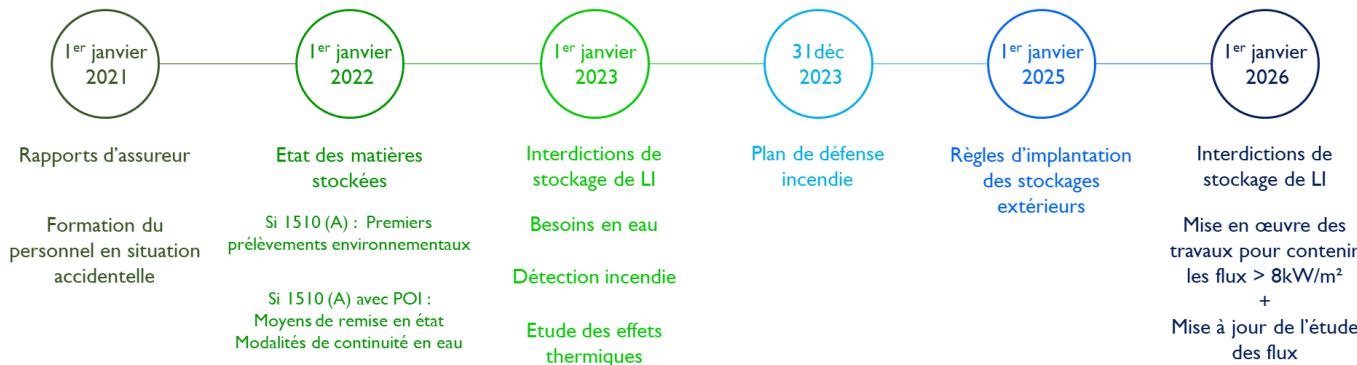 1er janvier
2021
Rapports d'assureur
Formation du
personnel en situation
accidentelle
1er janvier
2022
Etat des matières
stockées
Si 1510 (A) : Premiers
prélèvements environnementaux
Si 1510 (A) avec POI :
Moyens de remise en état
Modalités de continuité en eau
1er janvier
2023
Interdictions de
stockage de LI
Besoins en eau
Détection incendie
Etude des effets
thermiques
31déc
2023
Plan de défense
incendie
1er janvier
2025
Règles d'implantation
des stockages
extérieurs
1er janvier
2026
Interdictions de
stockage de LI
Mise en œuvre des
travaux pour contenir
les flux > 8kW/m²
+
Mise à jour de l'étude
des flux